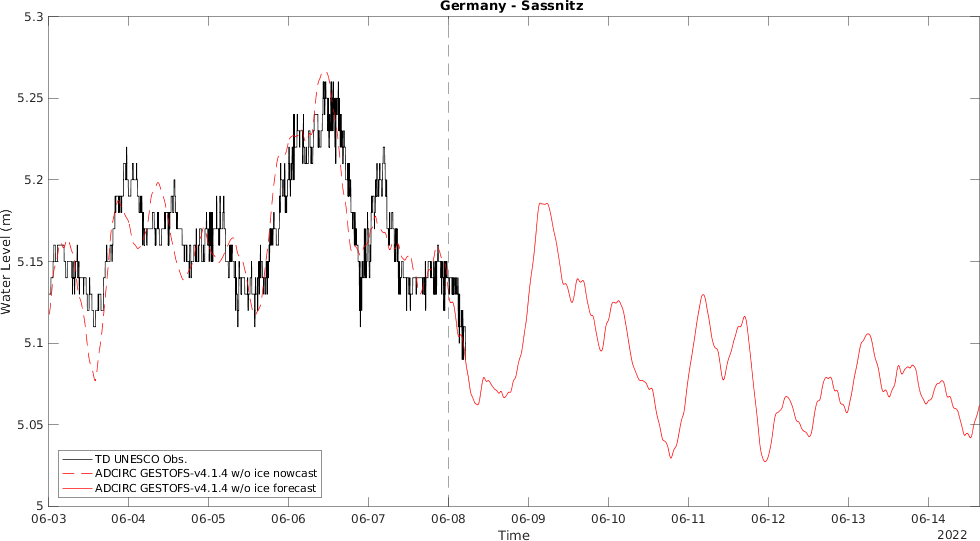 Germany - Sassnitz
5.3
5.25
5.2
5.15
5.1
5.05
5
Water Level (m)
TD UNESCO Obs.
ADCIRC GESTOFS-v4.1.4 w/o ice nowcast
ADCIRC GESTOFS-v4.1.4 w/o ice forecast
06-03 06-04 06-05 06-06 06-07 06-08 06-09 06-10 06-11 06-12 06-13 06-14
Time
2022